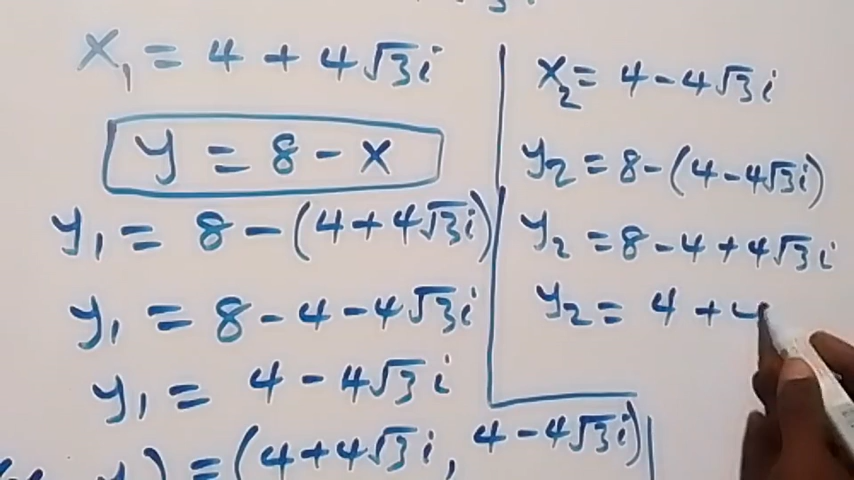 x₁ = 4 + 4√3i
y = 8 - x
y₁ = 8 - (4 + 4√3i)
y₁ = 8 - 4 - 4√3i
y₁ = 4 - 4√3i
) = (4 + 4√3i, 4 - 4√3i)
x₂ = 4 - 4√3i
y₂ = 8 - (4 - 4√3i)
y₂ = 8 - 4 + 4√3i
y₂ = 4 + 4